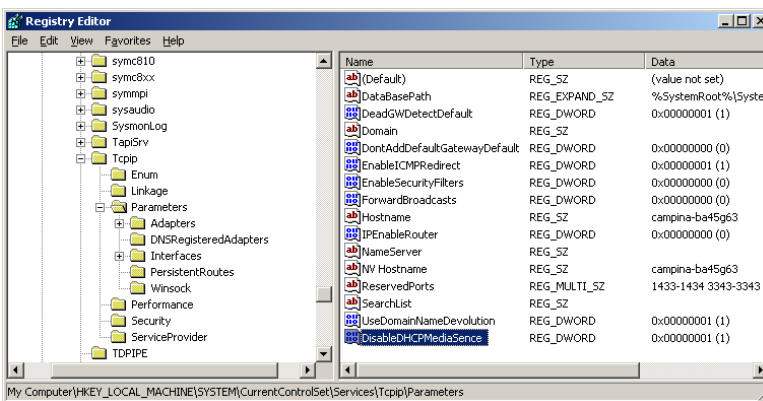 Registry Editor
File Edit View Favorites Help
symc810
symc8xx
symmpi
sysaudio
SysmonLog
TapiSrv
Tcpip
Enum
Linkage
Parameters
Adapters
DNSRegisteredAdapters
Interfaces
PersistentRoutes
Winsock
Performance
Security
ServiceProvider
TDPIPE
Name Type Data
(Default) REG_SZ (value not set)
DataBasePath REG_EXPAND_SZ %SystemRoot%\Syste
DeadGWDetectDefault REG_DWORD 0x00000001 (1)
Domain REG_SZ
DontAddDefaultGatewayDefault REG_DWORD 0x00000000 (0)
EnableICMPRedirect REG_DWORD 0x00000001 (1)
EnableSecurityFilters REG_DWORD 0x00000000 (0)
ForwardBroadcasts REG_DWORD 0x00000000 (0)
Hostname REG_SZ campina-ba45g63
IPEnableRouter REG_DWORD 0x00000000 (0)
NameServer REG_SZ
NV Hostname REG_SZ campina-ba45g63
ReservedPorts REG_MULTI_SZ 1433-1434 3343-3343
SearchList REG_SZ
UseDomainNameDevolution REG_DWORD 0x00000001 (1)
DisableDHCPMediaSence REG_DWORD 0x00000001 (1)
My Computer\HKEY_LOCAL_MACHINE\SYSTEM\CurrentControlSet\Services\Tcpip\Parameters